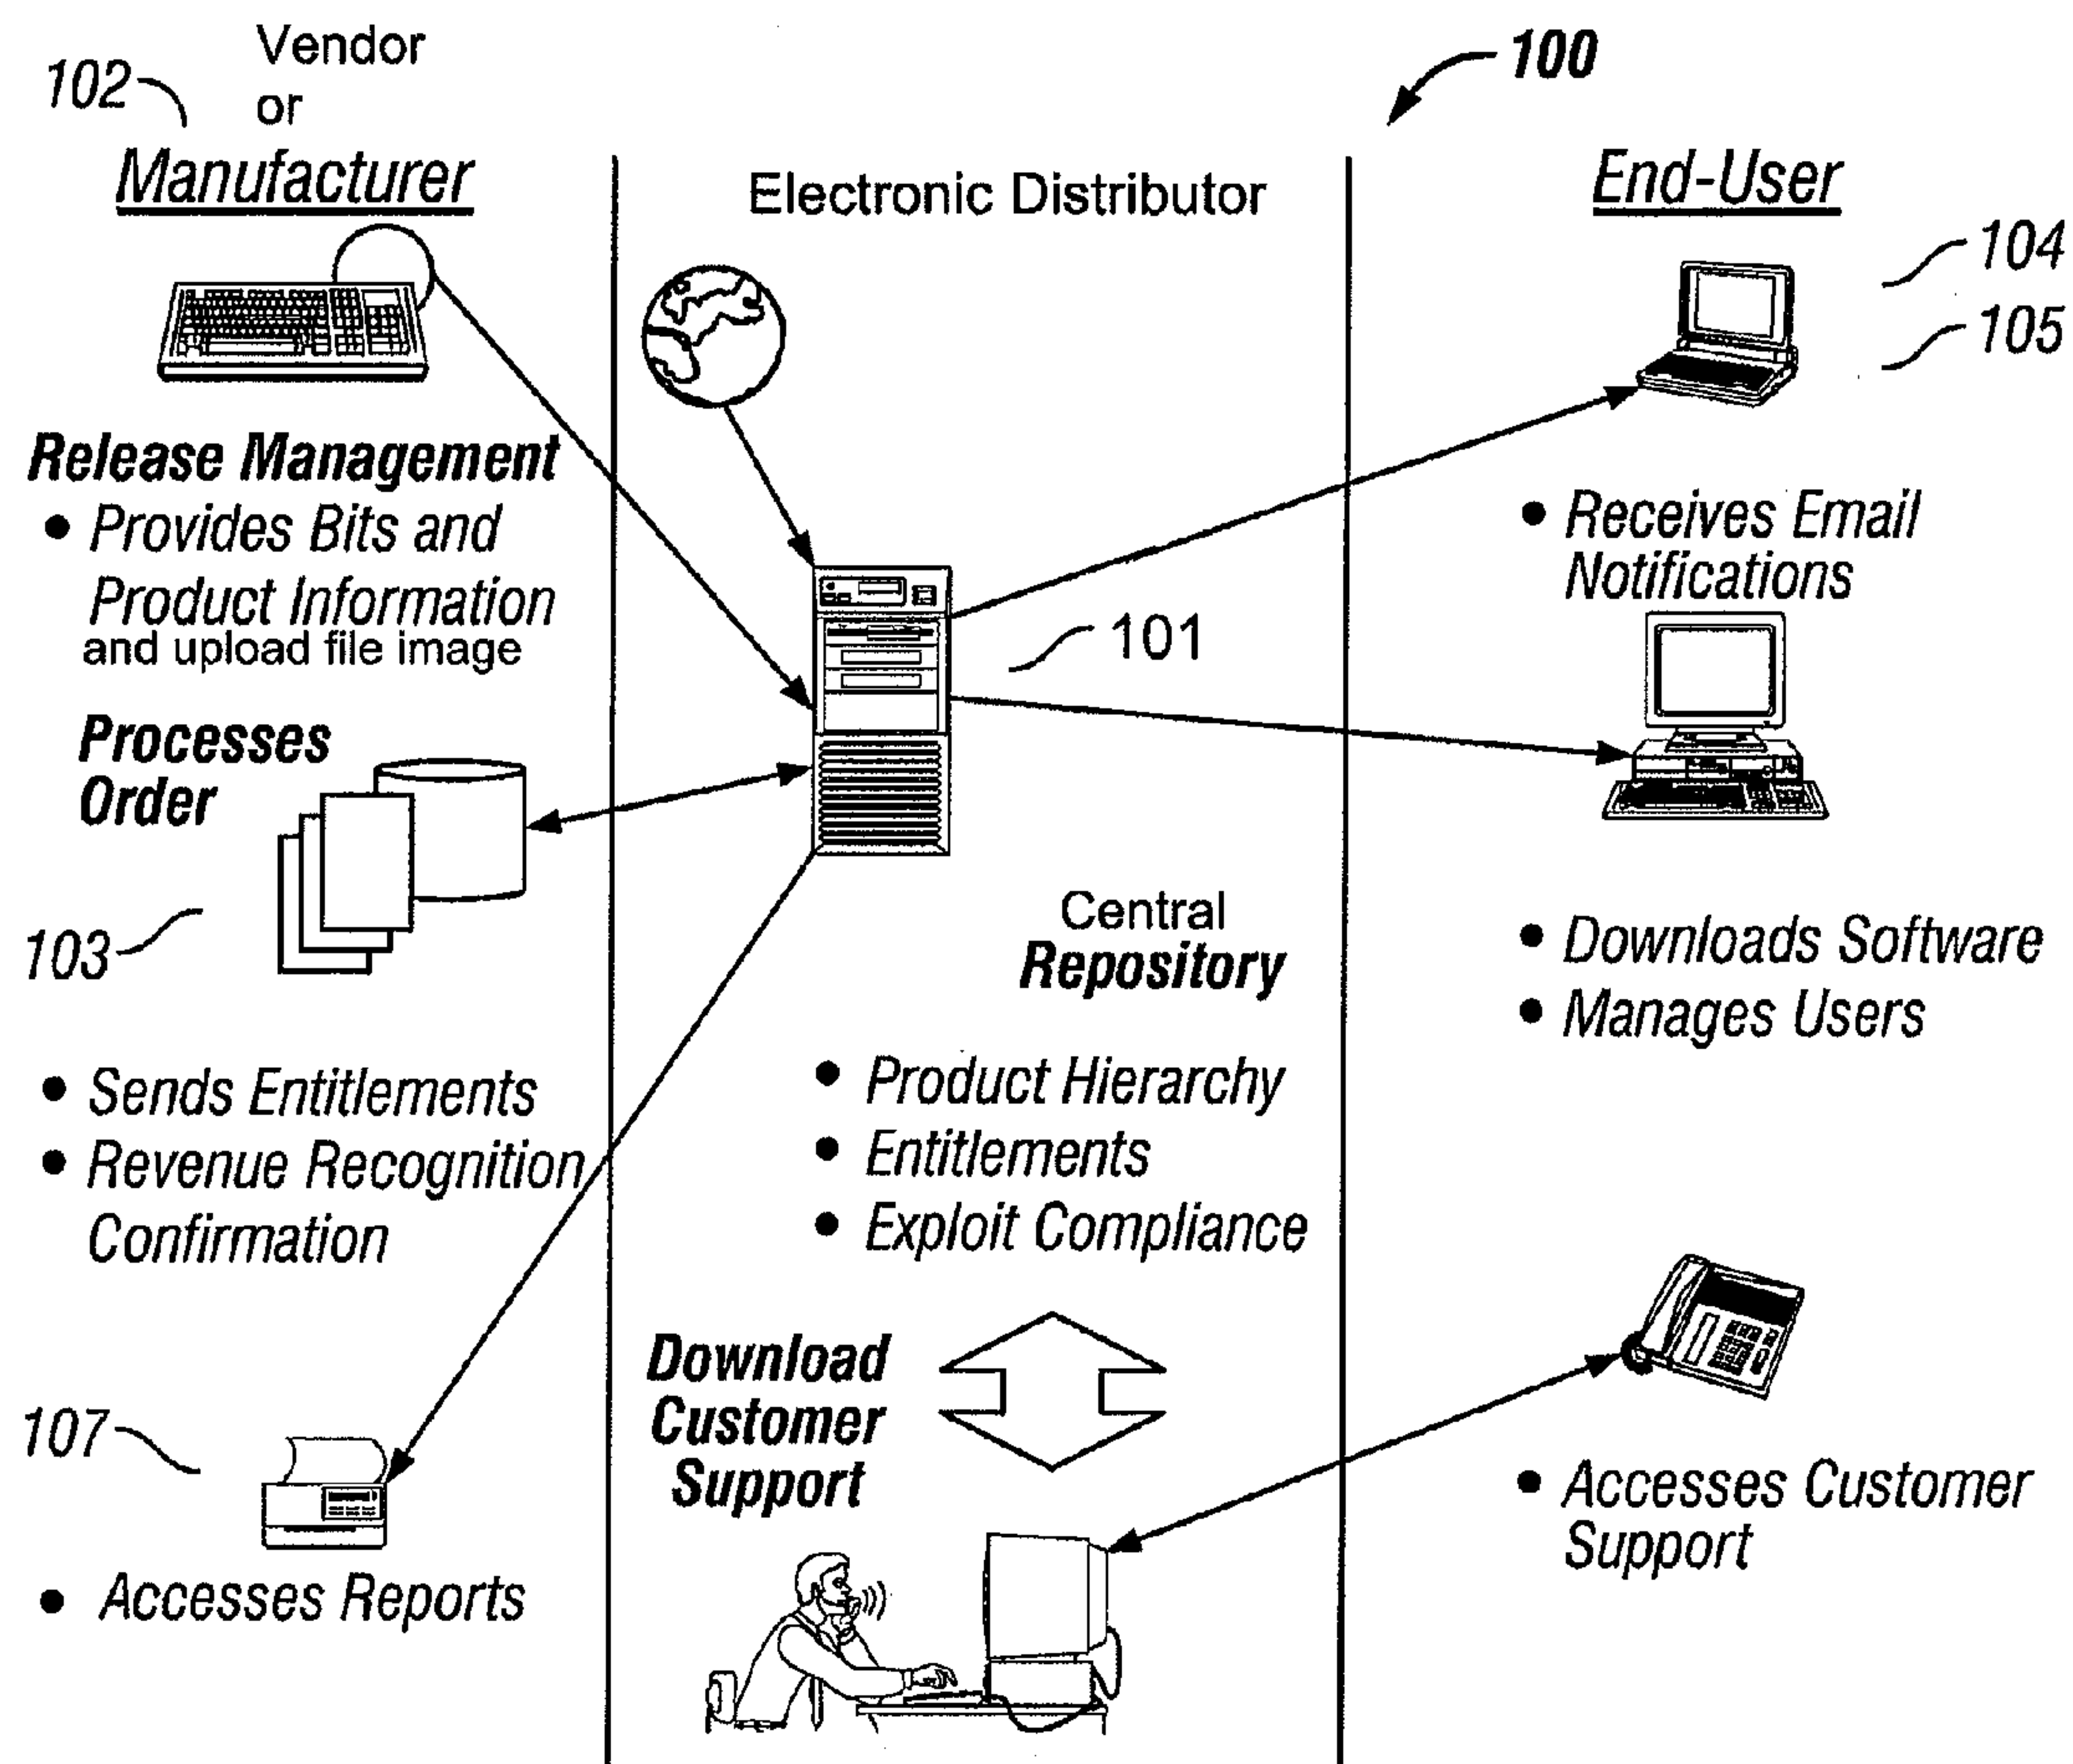 102
Vendor
or
Manufacturer
Release Management
• Provides Bits and
Product Information
and upload file image
Processes
Order
103
• Sends Entitlements
• Revenue Recognition
Confirmation
107
• Accesses Reports
Electronic Distributor
101
Central
Repository
• Product Hierarchy
• Entitlements
• Exploit Compliance
Download
Customer
Support
100
End-User
104
105
• Receives Email
Notifications
• Downloads Software
• Manages Users
• Accesses Customer
Support